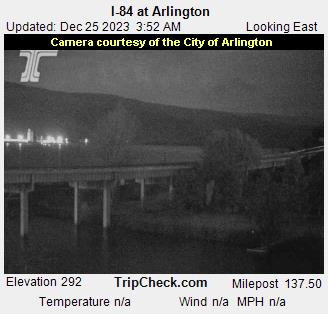 I-84 at Arlington
Updated: Dec 25 2023 3:52 AM Looking East
Camera courtesy of the City of Arlington
Elevation 292 TripCheck.com Milepost 137.50
Temperature n/a Wind n/a MPH n/a